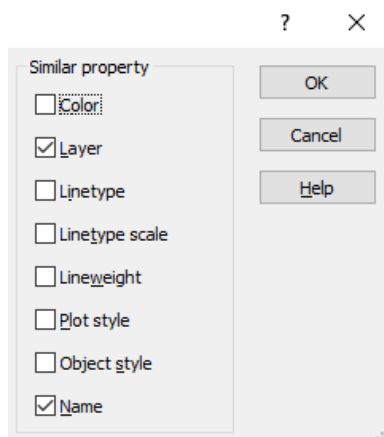 ?
Similar property
Color
Layer
Linetype
Linetype scale
Lineweight
Plot style
Object style
Name
OK
Cancel
Help